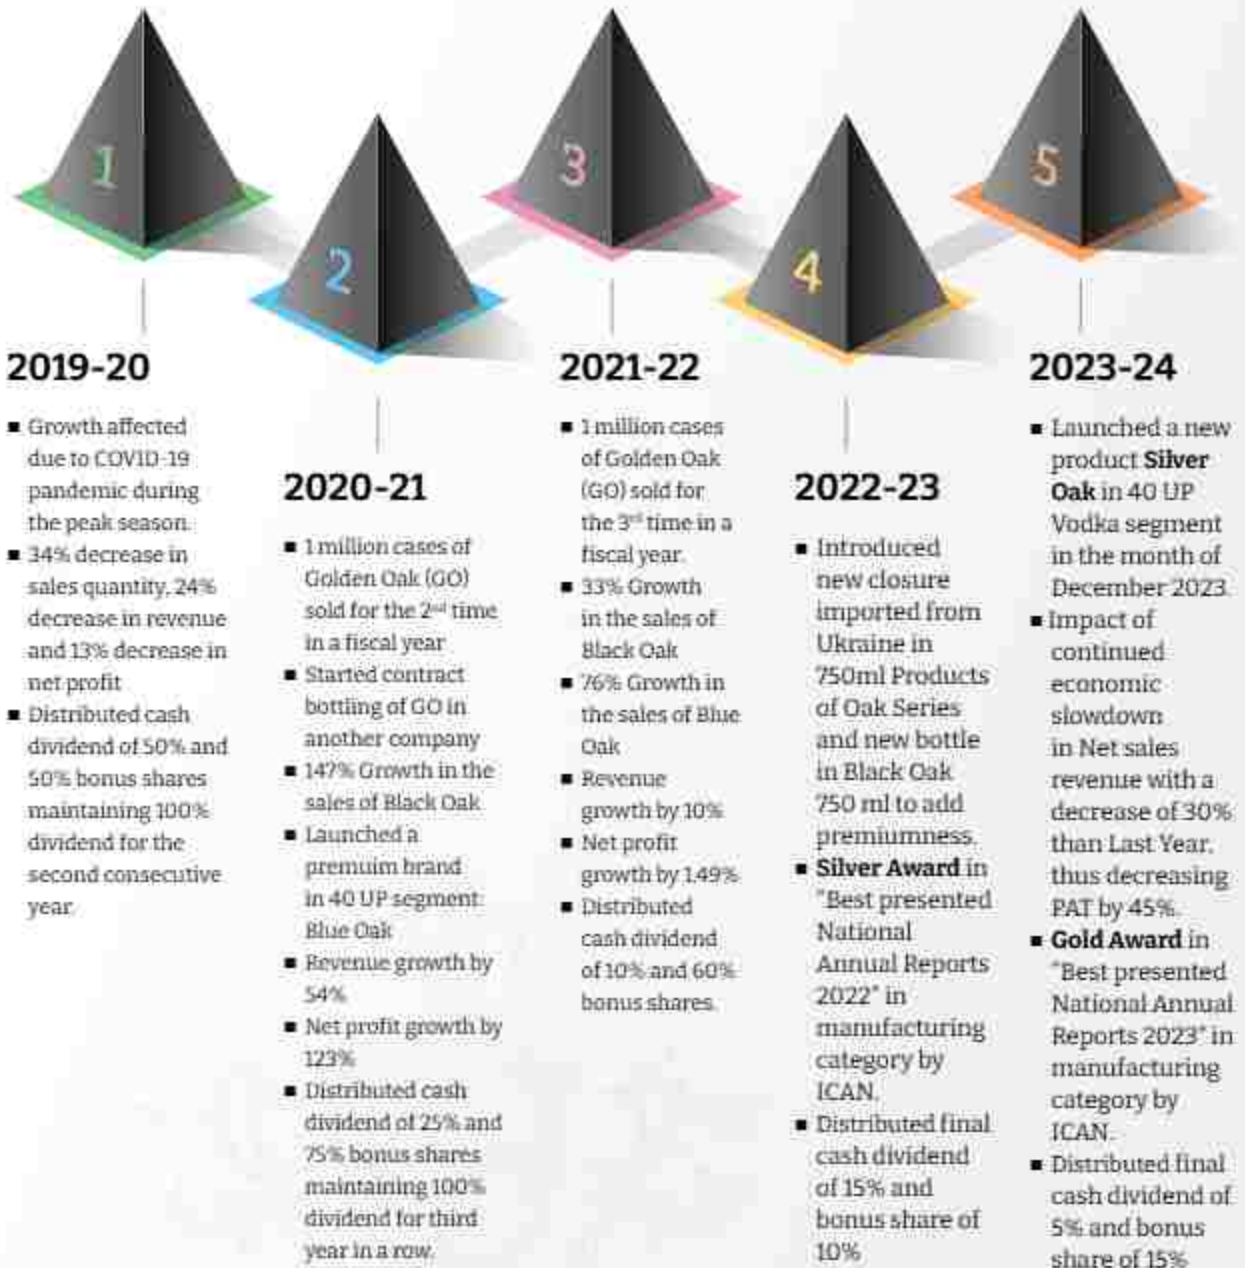 1
2
3
4
5
2019-20
■ Growth affected
due to COVID-19
pandemic during
the peak season.
■ 34% decrease in
sales quantity, 24%
decrease in revenue
and 13% decrease in
net profit
■ Distributed cash
dividend of 50% and
50% bonus shares
maintaining 100%
dividend for the
second consecutive
year.
2020-21
■ 1 million cases of
Golden Oak (GO)
sold for the 2nd time
in a fiscal year
■ Started contract
bottling of GO in
another company
■ 147% Growth in the
sales of Black Oak
■ Launched a
premuim brand
in 40 UP segment:
Blue Oak
■ Revenue growth by
54%
■ Net profit growth by
123%
■ Distributed cash
dividend of 25% and
75% bonus shares
maintaining 100%
dividend for third
year in a row.
2021-22
■ 1 million cases
of Golden Oak
(GO) sold for
the 3rd time in a
fiscal year.
■ 33% Growth
in the sales of
Black Oak
■ 76% Growth in
the sales of Blue
Oak
■ Revenue
growth by 10%
■ Net profit
growth by 1.49%
■ Distributed
cash dividend
of 10% and 60%
bonus shares.
2022-23
■ Introduced
new closure
imported from
Ukraine in
750ml Products
of Oak Series
and new bottle
in Black Oak
750 ml to add
premiumness.
■ Silver Award in
"Best presented
National
Annual Reports
2022" in
manufacturing
category by
ICAN.
■ Distributed final
cash dividend
of 15% and
bonus share of
10%
2023-24
■ Launched a new
product Silver
Oak in 40 UP
Vodka segment
in the month of
December 2023.
■ Impact of
continued
economic
slowdown
in Net sales
revenue with a
decrease of 30%
than Last Year,
thus decreasing
PAT by 45%.
■ Gold Award in
"Best presented
National Annual
Reports 2023" in
manufacturing
category by
ICAN.
■ Distributed final
cash dividend of
5% and bonus
share of 15%